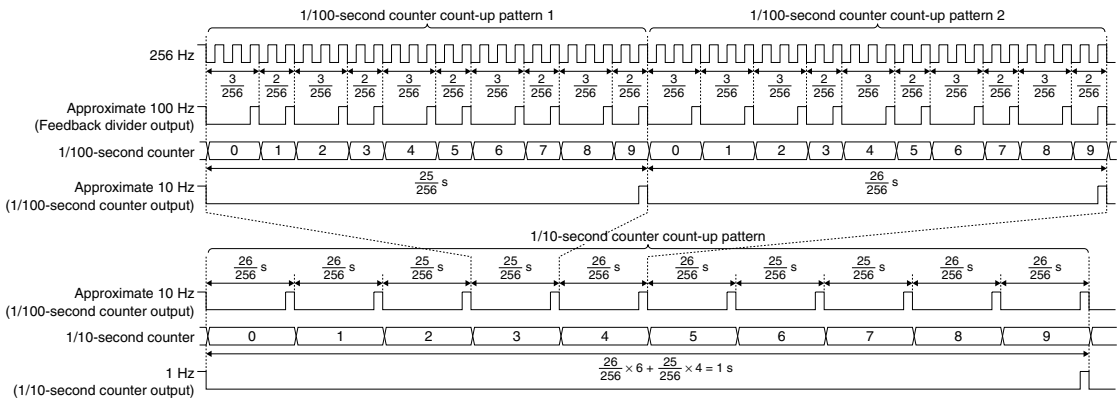 1/100-second counter count-up pattern 1
1/100-second counter count-up pattern 2
256 Hz
3/256 2/256 3/256 2/256 3/256 2/256 3/256 2/256 3/256 2/256 3/256 3/256 3/256 2/256 3/256 2/256 3/256 2/256 3/256 2/256
Approximate 100 Hz
(Feedback divider output)
1/100-second counter 0 1 2 3 4 5 6 7 8 9 0 1 2 3 4 5 6 7 8 9
25/256 s 26/256 s
Approximate 10 Hz
(1/100-second counter output)
1/10-second counter count-up pattern
26/256 s 26/256 s 25/256 s 25/256 s 26/256 s 26/256 s 25/256 s 25/256 s 26/256 s 26/256 s
Approximate 10 Hz
(1/100-second counter output)
1/10-second counter 0 1 2 3 4 5 6 7 8 9
26/256 × 6 + 25/256 × 4 = 1 s
1 Hz
(1/10-second counter output)